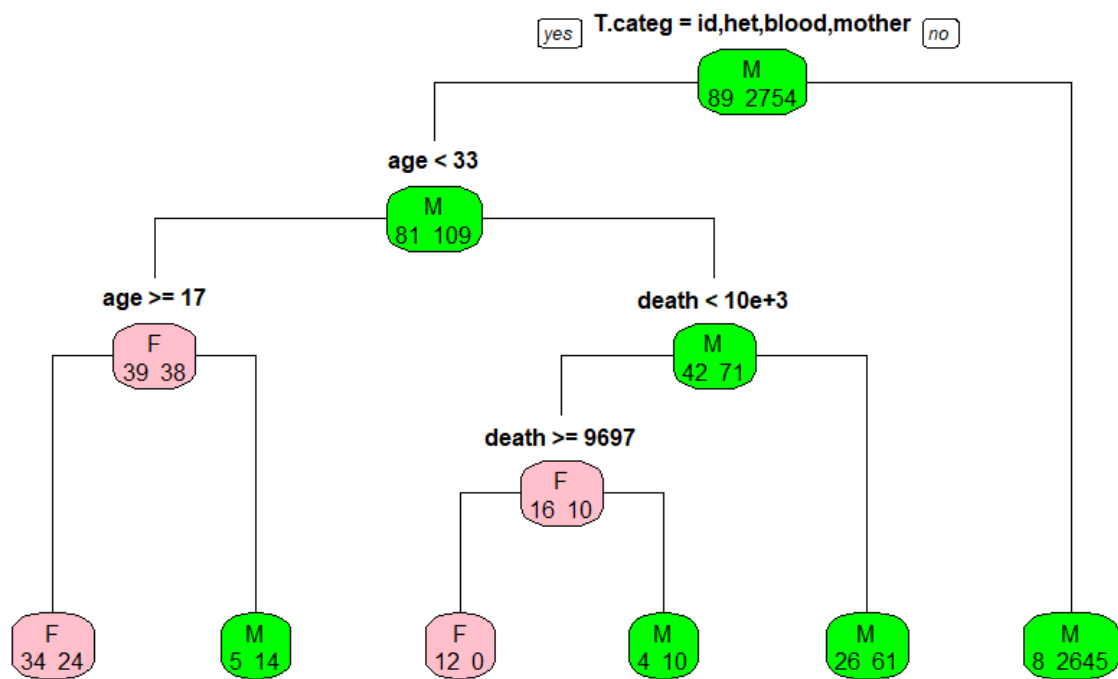 yes T.categ = id,het,blood,mother no
M
89 2754
age < 33
M
81 109
age >= 17
death < 10e+3
F
39 38
M
42 71
death >= 9697
F
16 10
F
34 24
M
5 14
F
12 0
M
4 10
M
26 61
M
8 2645